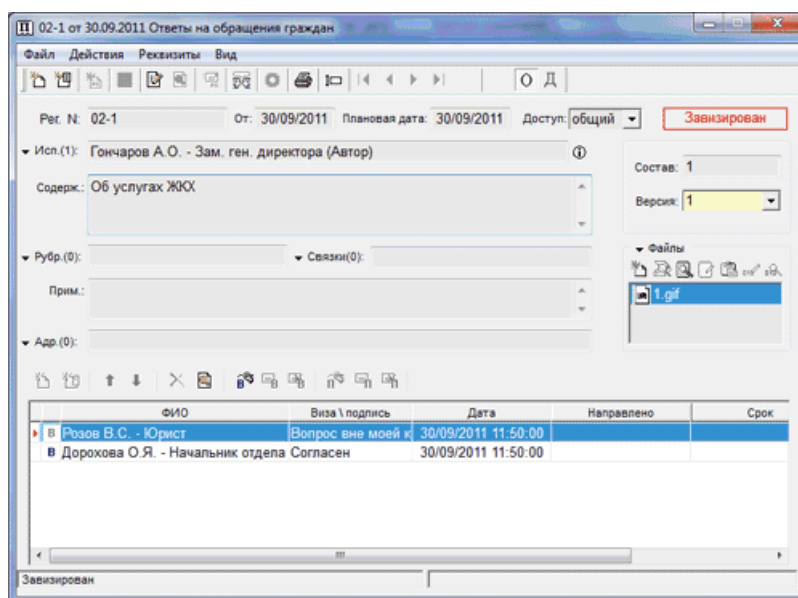 02-1 от 30.09.2011 Ответы на обращения граждан
Файл Действия Реквизиты Вид
О Д
Рег. N: 02-1 От: 30/09/2011 Плановая дата: 30/09/2011 Доступ: общий Завизирован
Исп.(1): Гончаров А.О. - Зам. ген. директора (Автор)
Состав: 1
Содерж.: Об услугах ЖКХ
Версия: 1
Рубр.(0): Связки(0):
Файлы
Прим.:
1.gif
Адр.(0):
ФИО Виза \ подпись Дата Направлено Срок
В Розов В.С. - Юрист Вопрос вне моей к 30/09/2011 11:50:00
В Дорохова О.Я. - Начальник отдела Согласен 30/09/2011 11:50:00
Завизирован